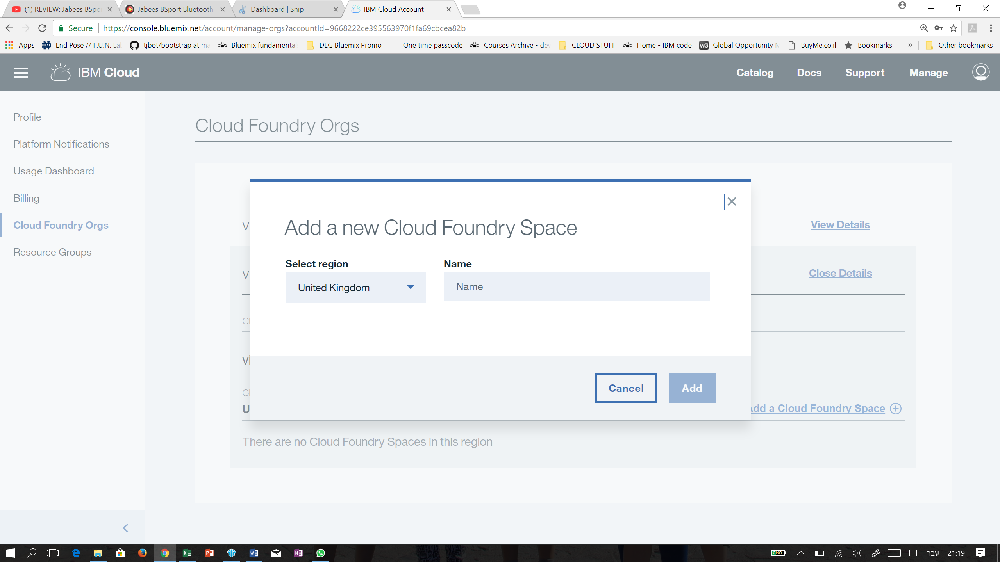 (1) REVIEW: Jabees BSpo
Jabees BSport Bluetooth
Dashboard | Snip
IBM Cloud Account
Secure
https://console.bluemix.net/account/manage-orgs?accountId=9668222ce395563970f1fa69cbcea82b
Apps
End Pose // F.U.N. La
tjbot/bootstrap at ma
Bluemix fundamental
DEG Bluemix Promo
One time passcode
Courses Archive - dev
CLOUD STUFF
Home - IBM code
w3
Global Opportunity M
BuyMe.co.il
Bookmarks
»
Other bookmarks
IBM Cloud
Catalog
Docs
Support
Manage
Profile
Platform Notifications
Usage Dashboard
Billing
Cloud Foundry Orgs
Resource Groups
Cloud Foundry Orgs
V
View Details
V
Close Details
Add a new Cloud Foundry Space
Select region
Name
United Kingdom
Name
Cancel
Add
U
Add a Cloud Foundry Space
There are no Cloud Foundry Spaces in this region
01:00
עבר
21:19